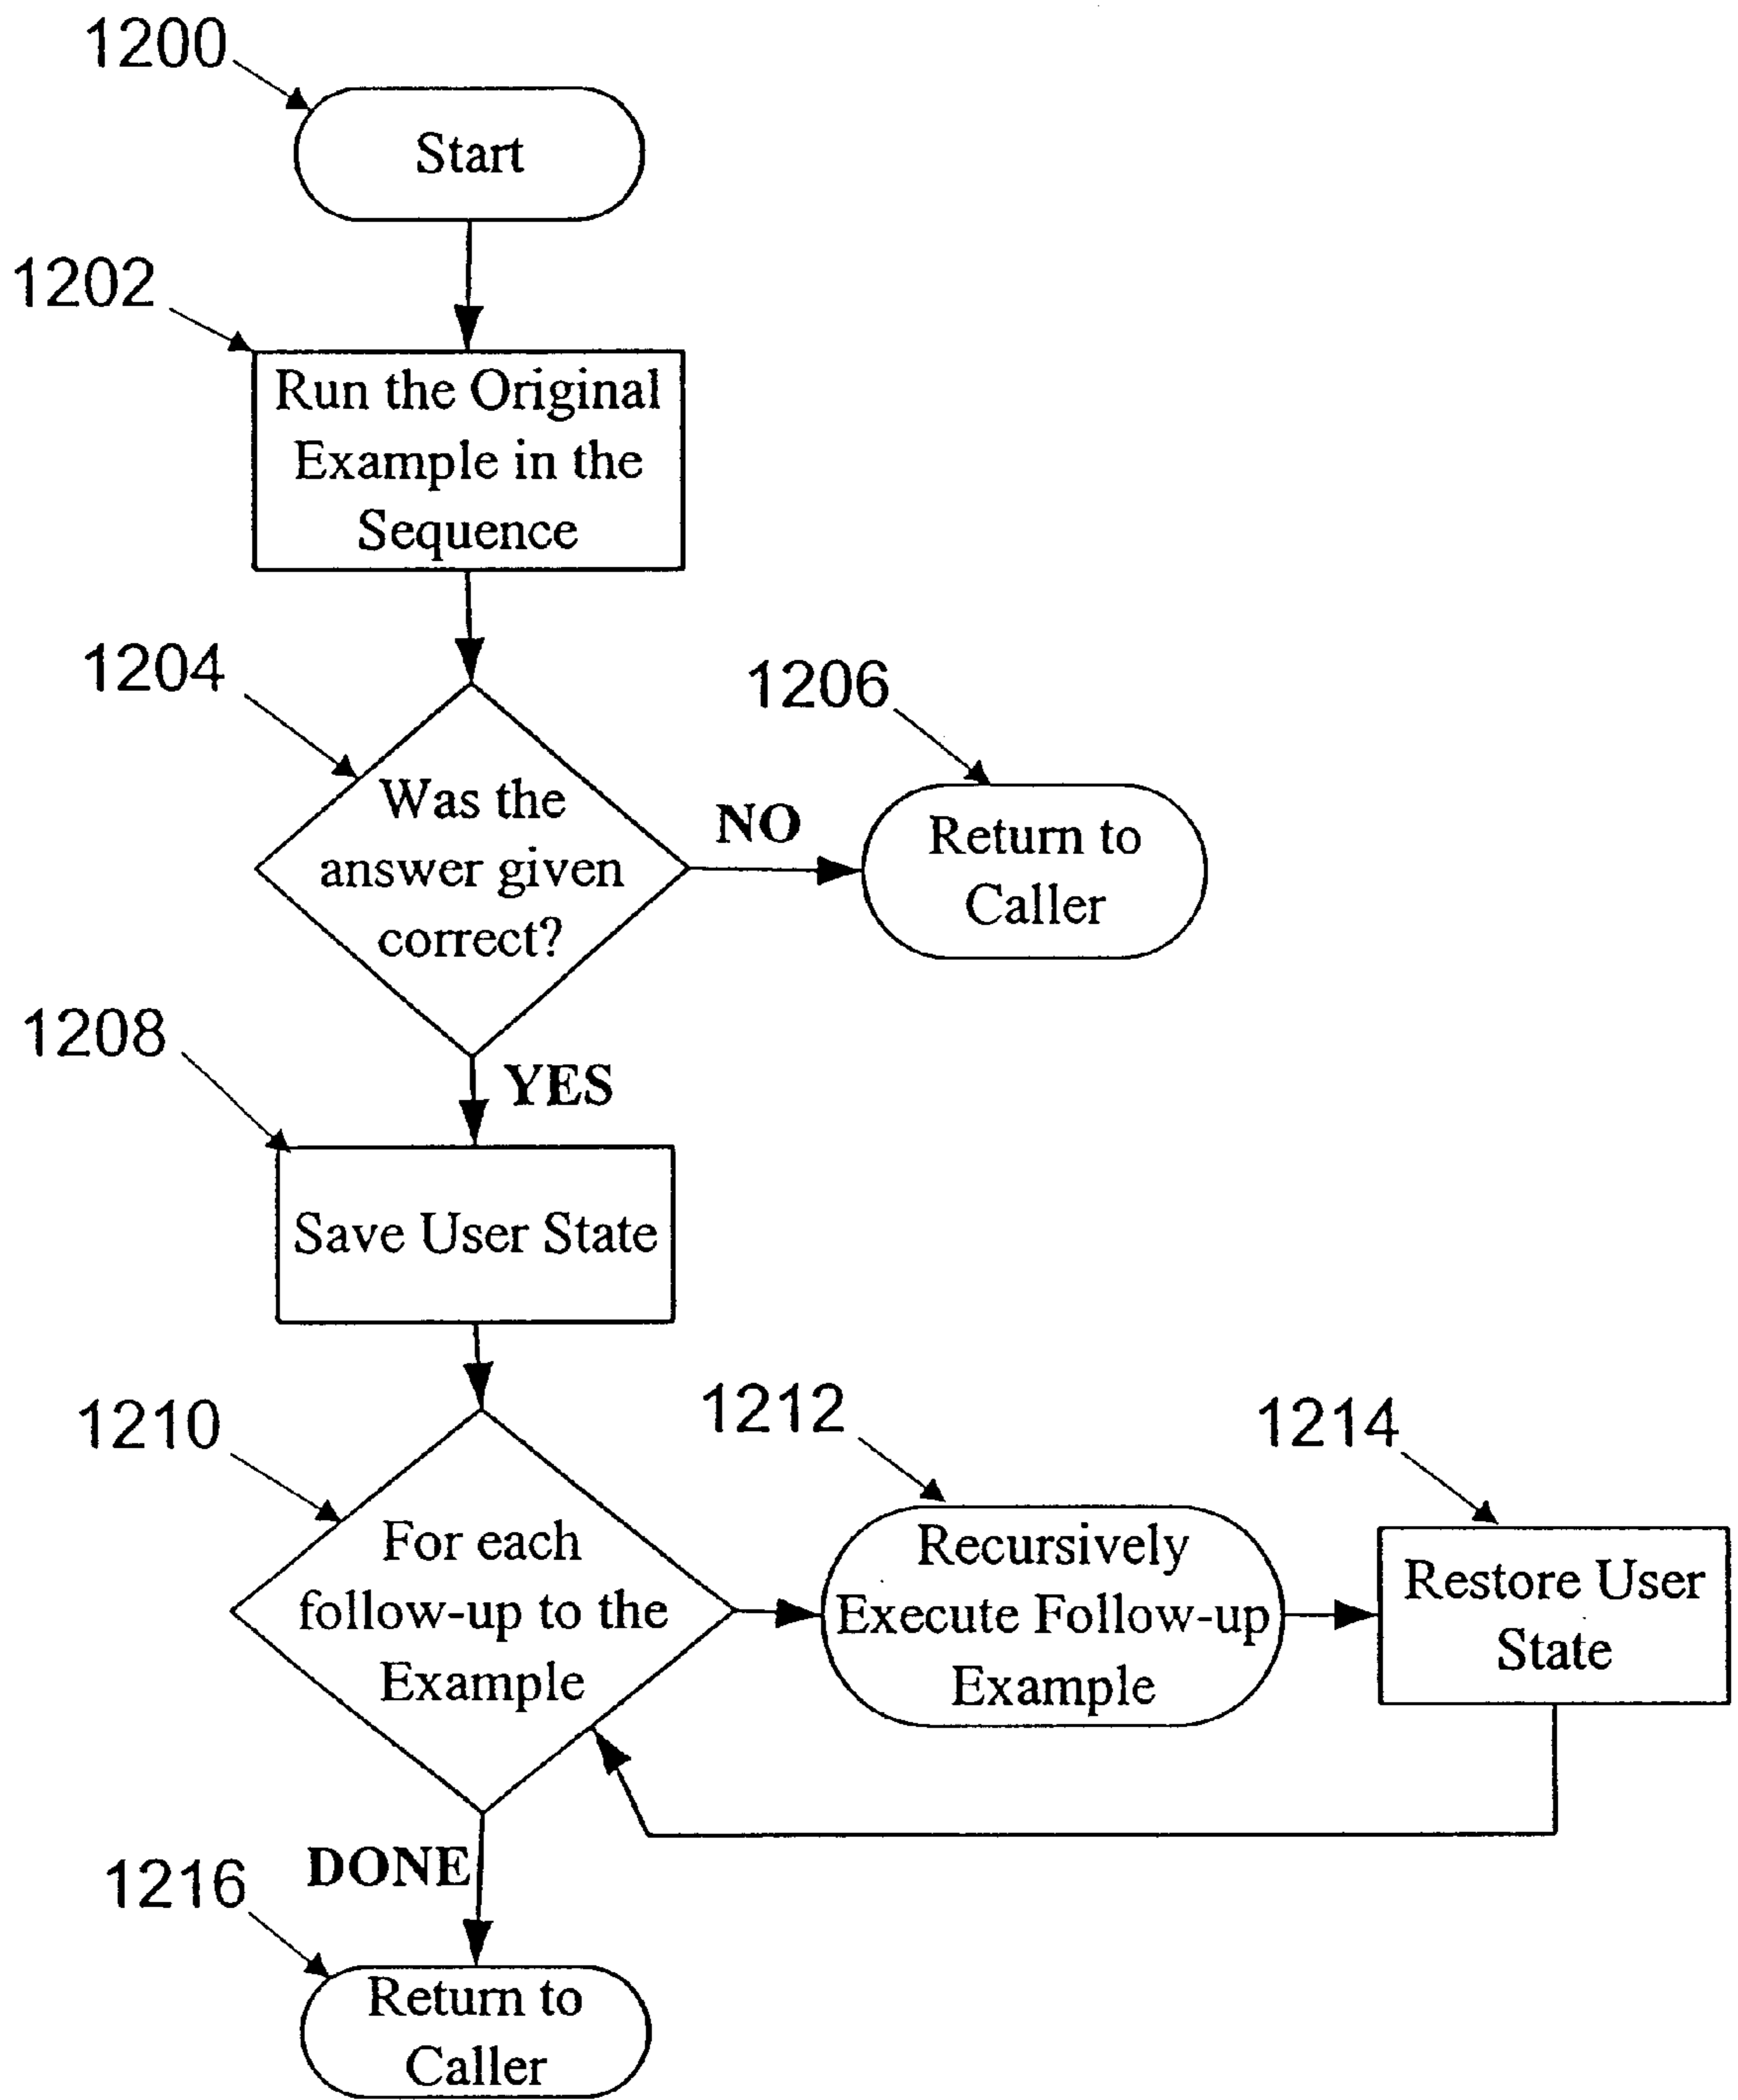 1200
Start
1202
Run the Original
Example in the
Sequence
1204
Was the
answer given
correct?
NO
1206
Return to
Caller
YES
1208
Save User State
1210
For each
follow-up to the
Example
1212
Recursively
Execute Follow-up
Example
1214
Restore User
State
DONE
1216
Return to
Caller